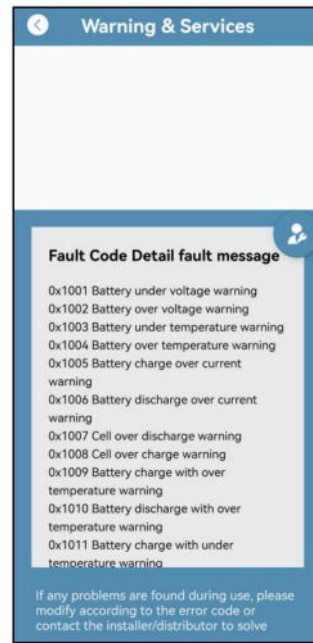 Warning & Services
Fault Code Detail fault message
0x1001 Battery under voltage warning
0x1002 Battery over voltage warning
0x1003 Battery under temperature warning
0x1004 Battery over temperature warning
0x1005 Battery charge over current
warning
0x1006 Battery discharge over current
warning
0x1007 Cell over discharge warning
0x1008 Cell over charge warning
0x1009 Battery charge with over
temperature warning
0x1010 Battery discharge with over
temperature warning
0x1011 Battery charge with under
temperature warning
If any problems are found during use, please
modify according to the error code or
contact the installer/distributor to solve